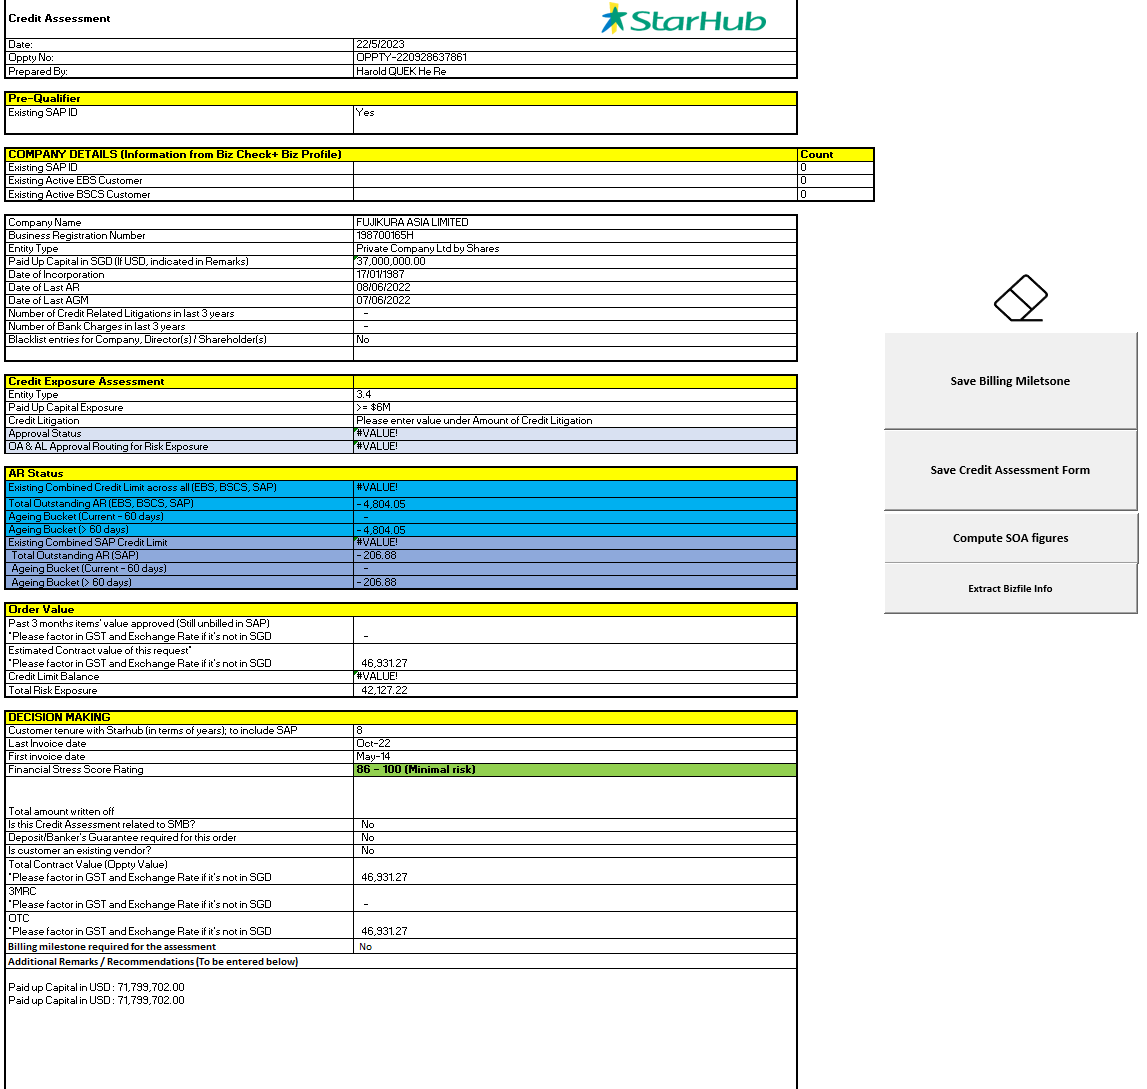 Credit Assessment
StarHub
Date: 22/5/2023
Oppty No: OPPTY-220928637861
Prepared By: Harold QUEK He Re
Pre-Qualifier
Existing SAP ID Yes
COMPANY DETAILS (Information from Biz Check+ Biz Profile) Count
Existing SAP ID 0
Existing Active EBS Customer 0
Existing Active BSCS Customer 0
Company Name FUJIKURA ASIA LIMITED
Business Registration Number 198700165H
Entity Type Private Company Ltd by Shares
Paid Up Capital in SGD (If USD, indicated in Remarks) 37,000,000.00
Date of Incorporation 17/01/1987
Date of Last AR 08/06/2022
Date of Last AGM 07/06/2022
Number of Credit Related Litigations in last 3 years -
Number of Bank Charges in last 3 years -
Blacklist entries for Company, Director(s) / Shareholder(s) No
Credit Exposure Assessment
Entity Type 3.4
Paid Up Capital Exposure >= $6M
Credit Litigation Please enter value under Amount of Credit Litigation
Approval Status #VALUE!
OA & AL Approval Routing for Risk Exposure #VALUE!
AR Status
Existing Combined Credit Limit across all (EBS, BSCS, SAP) #VALUE!
Total Outstanding AR (EBS, BSCS, SAP) -4,804.05
Ageing Bucket (Current - 60 days) -
Ageing Bucket (> 60 days) -4,804.05
Existing Combined SAP Credit Limit #VALUE!
Total Outstanding AR (SAP) -206.88
Ageing Bucket (Current - 60 days) -
Ageing Bucket (> 60 days) -206.88
Order Value
Past 3 months items' value approved (Still unbilled in SAP)
*Please factor in GST and Exchange Rate if it's not in SGD -
Estimated Contract value of this request*
*Please factor in GST and Exchange Rate if it's not in SGD 46,931.27
Credit Limit Balance #VALUE!
Total Risk Exposure 42,127.22
DECISION MAKING
Customer tenure with Starhub (in terms of years); to include SAP 8
Last Invoice date Oct-22
First invoice date May-14
Financial Stress Score Rating 86 - 100 (Minimal risk)
Total amount written off
Is this Credit Assessment related to SMB? No
Deposit/Banker's Guarantee required for this order No
Is customer an existing vendor? No
Total Contract Value (Oppty Value)
*Please factor in GST and Exchange Rate if it's not in SGD 46,931.27
3MRC
*Please factor in GST and Exchange Rate if it's not in SGD -
OTC
*Please factor in GST and Exchange Rate if it's not in SGD 46,931.27
Billing milestone required for the assessment No
Additional Remarks / Recommendations (To be entered below)
Paid up Capital in USD : 71,799,702.00
Paid up Capital in USD : 71,799,702.00
Save Billing Miletsone
Save Credit Assessment Form
Compute SOA figures
Extract Bizfile Info